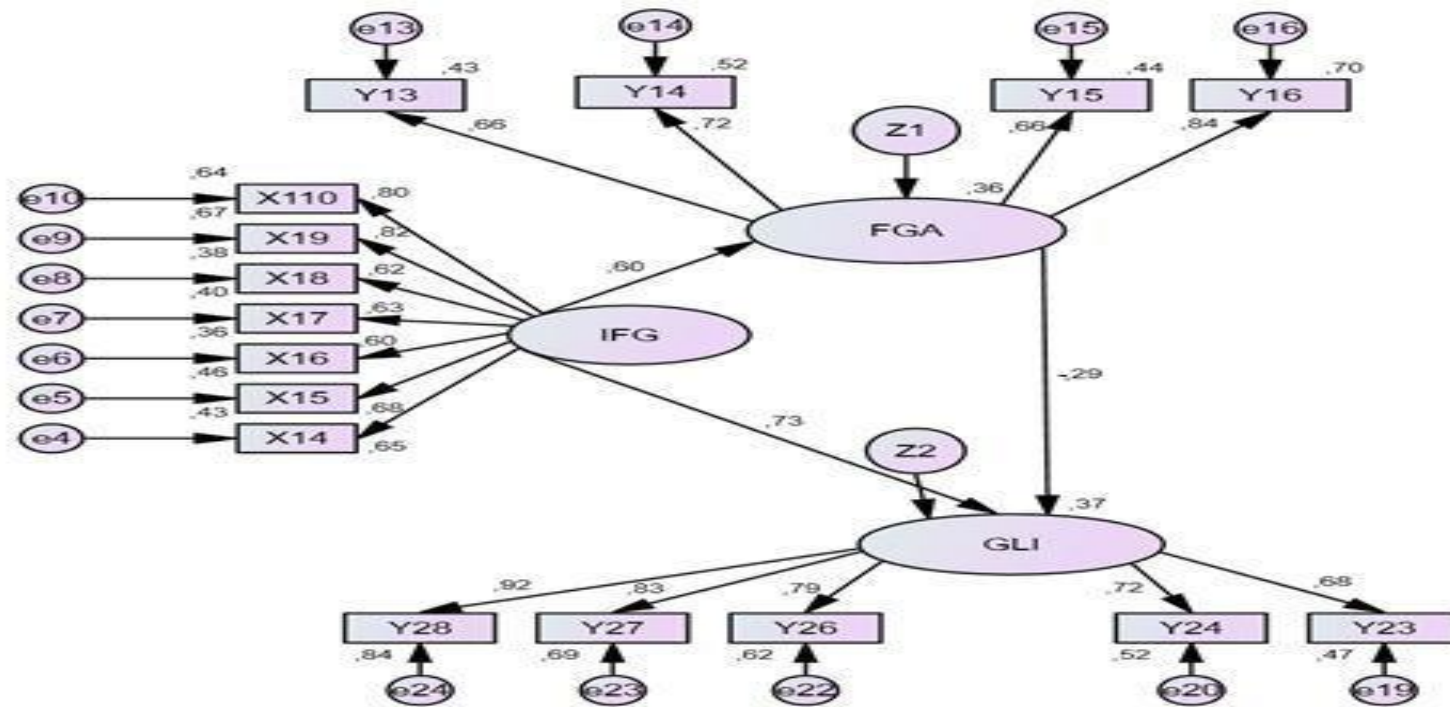 e13
e14
e15
e16
,43
,52
,44
,70
Y13
Y14
Y15
Y16
,66
,72
,66
,84
Z1
,64
e10
X110
,80
,36
,67
e9
X19
,82
FGA
,38
e8
X18
,62
,60
,40
e7
X17
,63
IFG
,36
e6
X16
,60
,46
-,29
e5
X15
,68
,43
,73
e4
X14
,65
Z2
,37
GLI
,92
,83
,79
,72
,68
Y28
Y27
Y26
Y24
Y23
,84
,69
,62
,52
,47
e24
e23
e22
e20
e19